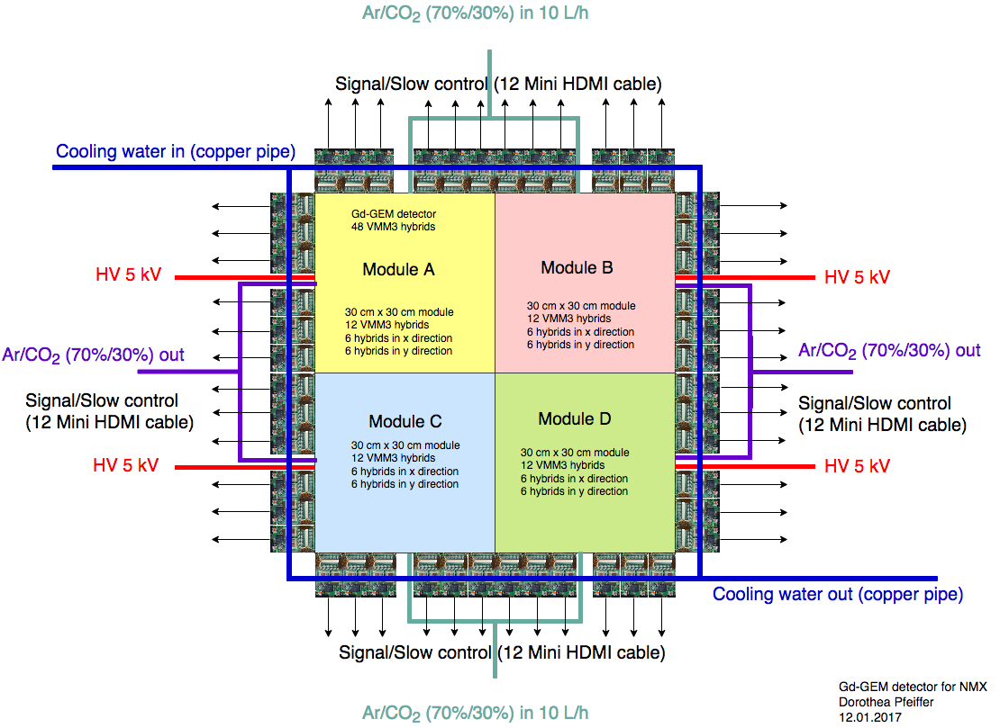 Ar/CO2 (70%/30%) in 10 L/h
Signal/Slow control (12 Mini HDMI cable)
Cooling water in (copper pipe)
Gd-GEM detector
48 VMM3 hybrids
Module A
30 cm x 30 cm module
12 VMM3 hybrids
6 hybrids in x direction
6 hybrids in y direction
Module B
30 cm x 30 cm module
12 VMM3 hybrids
6 hybrids in x direction
6 hybrids in y direction
HV 5 kV
HV 5 kV
Ar/CO2 (70%/30%) out
Ar/CO2 (70%/30%) out
Signal/Slow control
(12 Mini HDMI cable)
Signal/Slow control
(12 Mini HDMI cable)
Module C
30 cm x 30 cm module
12 VMM3 hybrids
6 hybrids in x direction
6 hybrids in y direction
Module D
30 cm x 30 cm module
12 VMM3 hybrids
6 hybrids in x direction
6 hybrids in y direction
HV 5 kV
HV 5 kV
Cooling water out (copper pipe)
Signal/Slow control (12 Mini HDMI cable)
Ar/CO2 (70%/30%) in 10 L/h
Gd-GEM detector for NMX
Dorothea Pfeiffer
12.01.2017